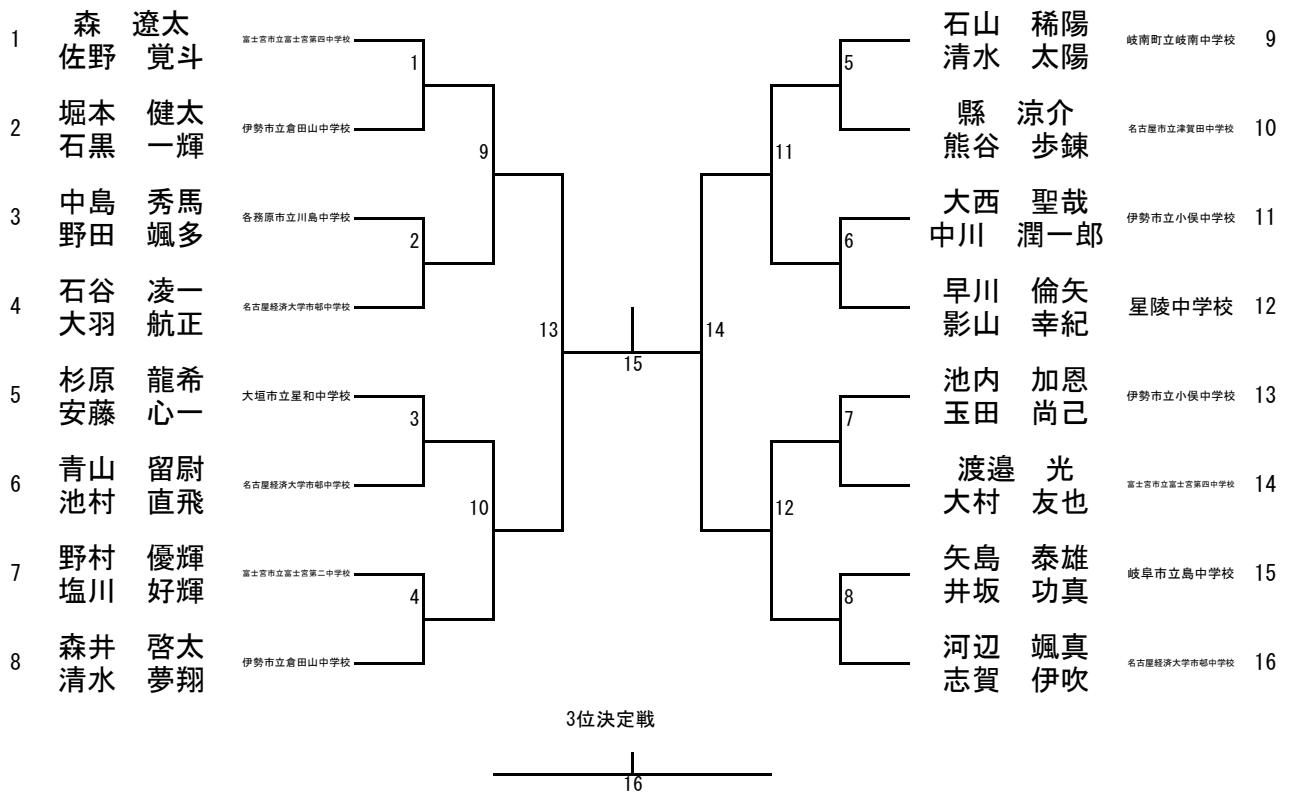 1
森　遼太
佐野　覚斗
富士宮市立富士宮第四中学校
2
堀本　健太
石黒　一輝
伊勢市立倉田山中学校
3
中島　秀馬
野田　颯多
各務原市立川島中学校
4
石谷　凌一
大羽　航正
名古屋経済大学市邨中学校
5
杉原　龍希
安藤　心一
大垣市立星和中学校
6
青山　留尉
池村　直飛
名古屋経済大学市邨中学校
7
野村　優輝
塩川　好輝
富士宮市立富士宮第二中学校
8
森井　啓太
清水　夢翔
伊勢市立倉田山中学校
1
2
3
4
9
10
13
15
14
11
12
5
6
7
8
石山　稀陽
清水　太陽
岐南町立岐南中学校
9
縣　涼介
熊谷　歩錬
名古屋市立津賀田中学校
10
大西　聖哉
中川　潤一郎
伊勢市立小俣中学校
11
早川　倫矢
影山　幸紀
星陵中学校
12
池内　加恩
玉田　尚己
伊勢市立小俣中学校
13
渡邉　光
大村　友也
富士宮市立富士宮第四中学校
14
矢島　泰雄
井坂　功真
岐阜市立島中学校
15
河辺　颯真
志賀　伊吹
名古屋経済大学市邨中学校
16
3位決定戦
16